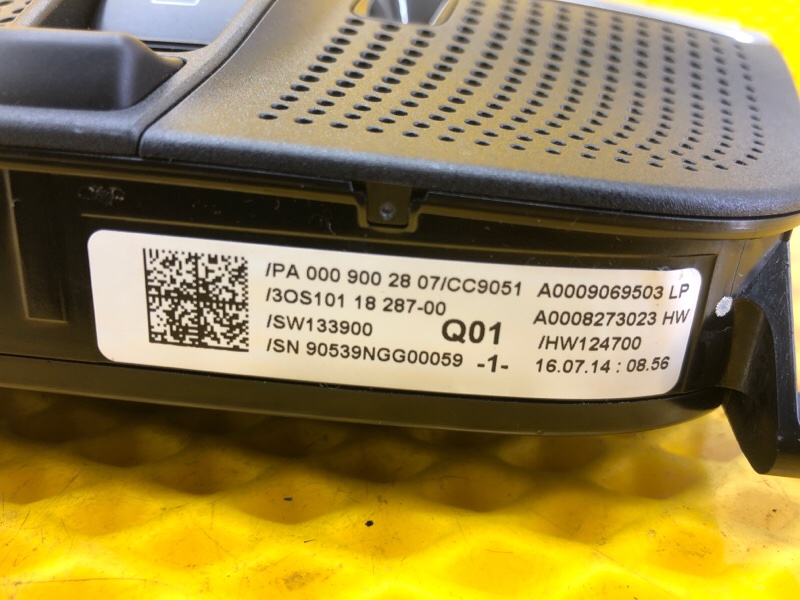 /PA 000 900 28 07/CC9051 A0009069503 LP
/3OS101 18 287-00 A0008273023 HW
/SW133900 Q01 /HW124700
/SN 90539NGG00059 -1- 16.07.14 : 08.56